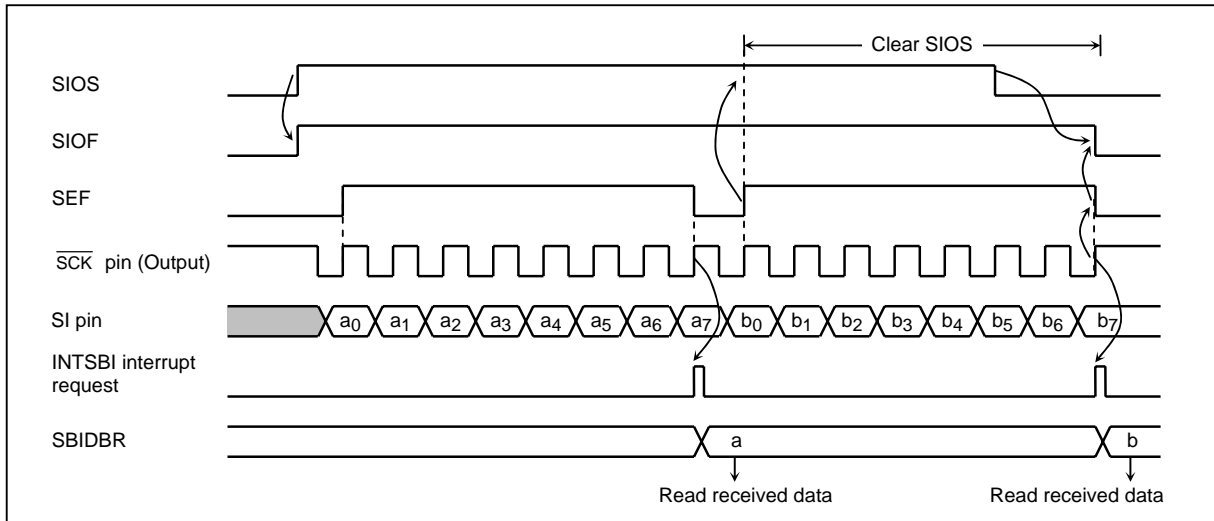 Clear SIOS
SIOS
SIOF
SEF
SCK pin (Output)
SI pin
a0 a1 a2 a3 a4 a5 a6 a7 b0 b1 b2 b3 b4 b5 b6 b7
INTSBI interrupt
request
SBIDBR
a
b
Read received data
Read received data